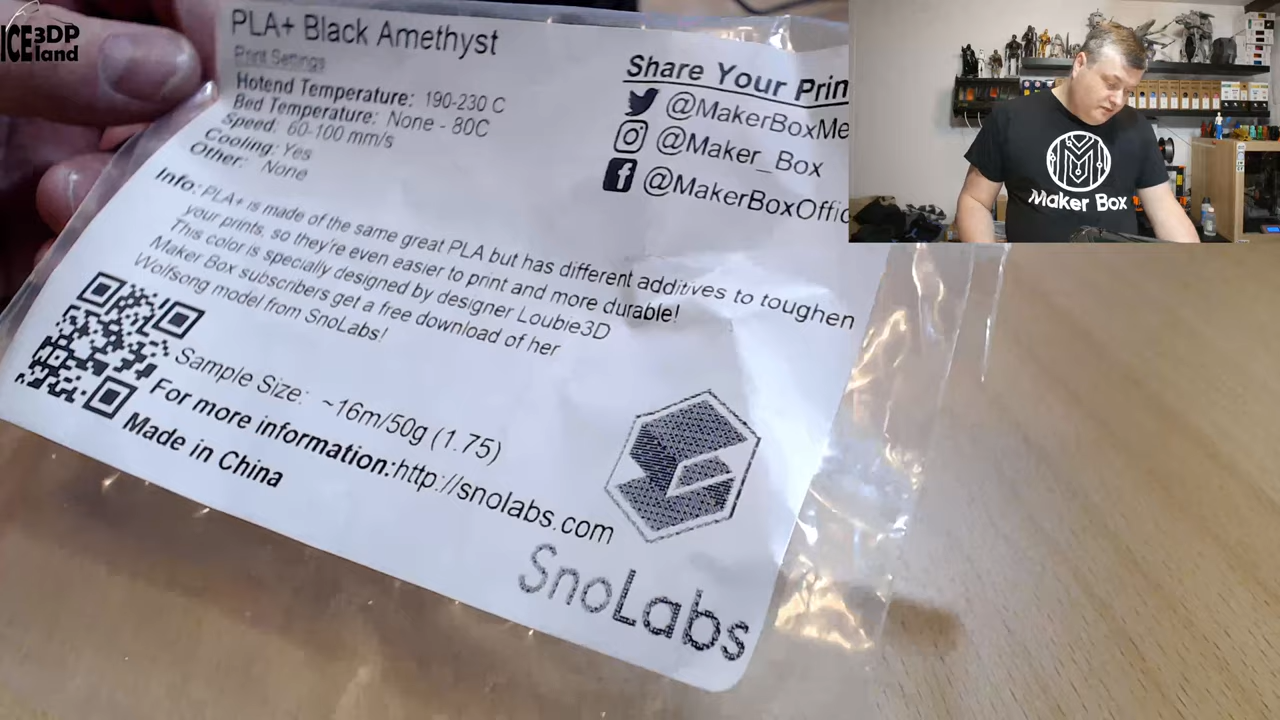 ICE 3DP land
PLA+ Black Amethyst
Print Settings
Hotend Temperature: 190-230 C
Bed Temperature: None - 80C
Speed: 60-100 mm/s
Cooling: Yes
Other: None
Share Your Prin
@MakerBoxMe
@Maker_Box
@MakerBoxOffic
Info: PLA+ is made of the same great PLA but has different additives to toughen
your prints, so they're even easier to print and more durable!
This color is specially designed by designer Loubie3D
Maker Box subscribers get a free download of her
Wolfsong model from SnoLabs!
Sample Size: ~16m/50g (1.75)
For more information:http://snolabs.com
Made in China
SnoLabs
Maker Box